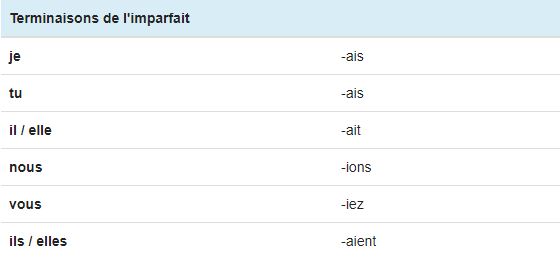 Terminaisons de l'imparfait
je -ais
tu -ais
il / elle -ait
nous -ions
vous -iez
ils / elles -aient